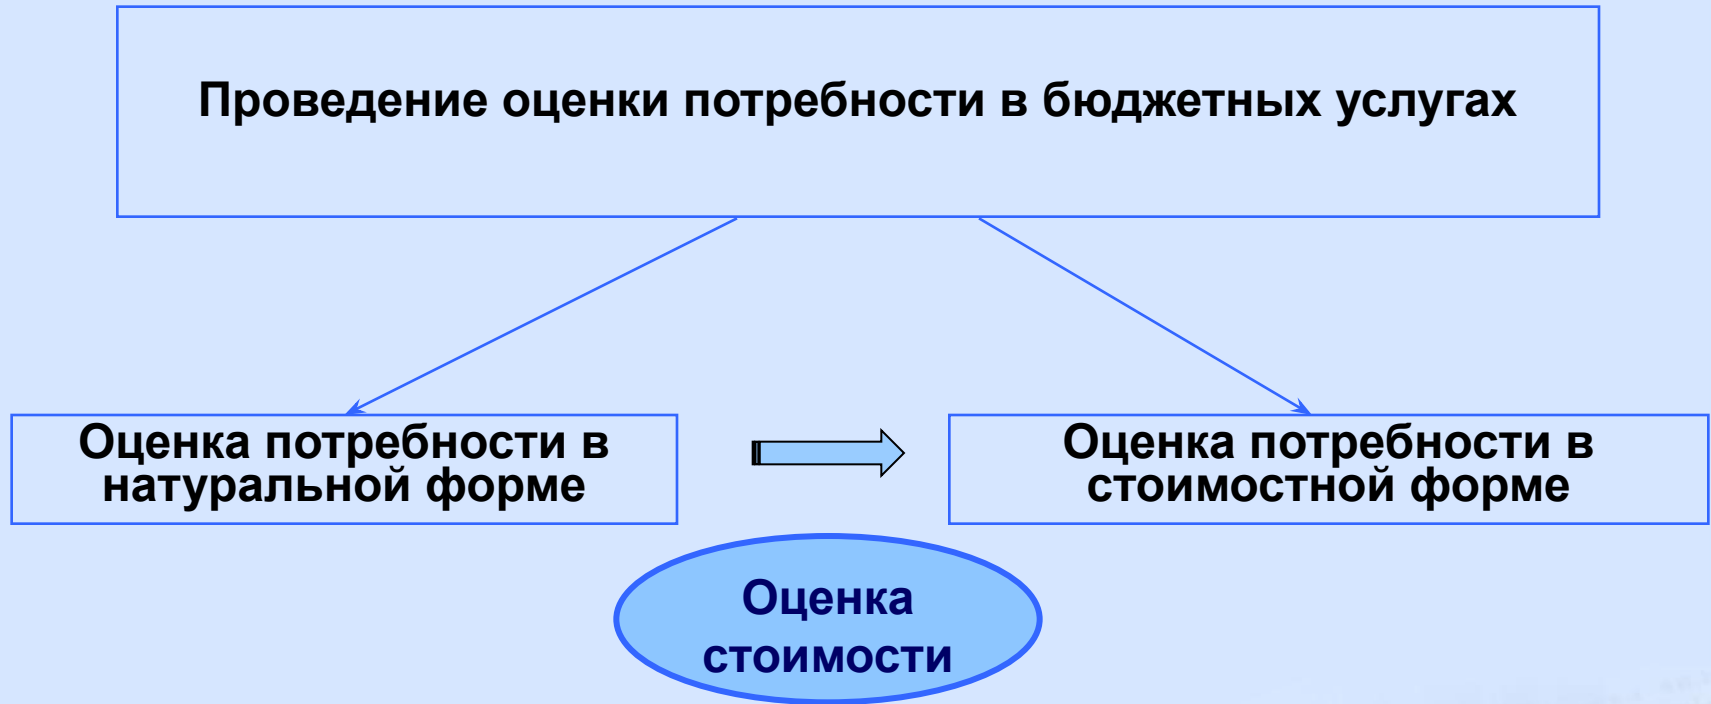 Проведение оценки потребности в бюджетных услугах
Оценка потребности в
натуральной форме
Оценка потребности в
стоимостной форме
Оценка
стоимости